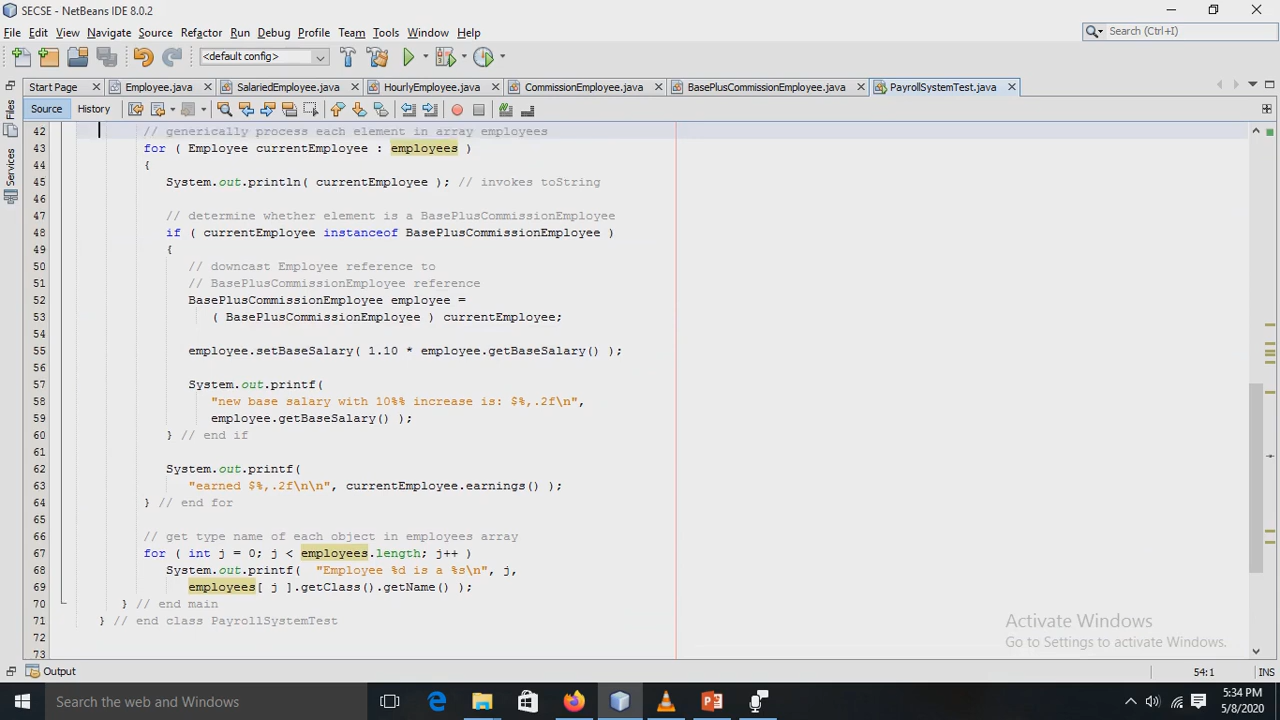 SECSE - NetBeans IDE 8.0.2
File Edit View Navigate Source Refactor Run Debug Profile Team Tools Window Help
Search (Ctrl+I)
<default config>
Start Page Employee.java SalariedEmployee.java HourlyEmployee.java CommissionEmployee.java BasePlusCommissionEmployee.java PayrollSystemTest.java
Source History
Files
Services
42 // generically process each element in array employees
43 for ( Employee currentEmployee : employees )
44 {
45 System.out.println( currentEmployee ); // invokes toString
46
47 // determine whether element is a BasePlusCommissionEmployee
48 if ( currentEmployee instanceof BasePlusCommissionEmployee )
49 {
50 // downcast Employee reference to
51 // BasePlusCommissionEmployee reference
52 BasePlusCommissionEmployee employee =
53 ( BasePlusCommissionEmployee ) currentEmployee;
54
55 employee.setBaseSalary( 1.10 * employee.getBaseSalary() );
56
57 System.out.printf(
58 "new base salary with 10%% increase is: $%,.2f\n",
59 employee.getBaseSalary() );
60 } // end if
61
62 System.out.printf(
63 "earned $%,.2f\n\n", currentEmployee.earnings() );
64 } // end for
65
66 // get type name of each object in employees array
67 for ( int j = 0; j < employees.length; j++ )
68 System.out.printf( "Employee %d is a %s\n", j,
69 employees[ j ].getClass().getName() );
70 } // end main
71 } // end class PayrollSystemTest
72
73
Activate Windows
Go to Settings to activate Windows.
Output
54:1 INS
Search the web and Windows
5:34 PM
5/8/2020